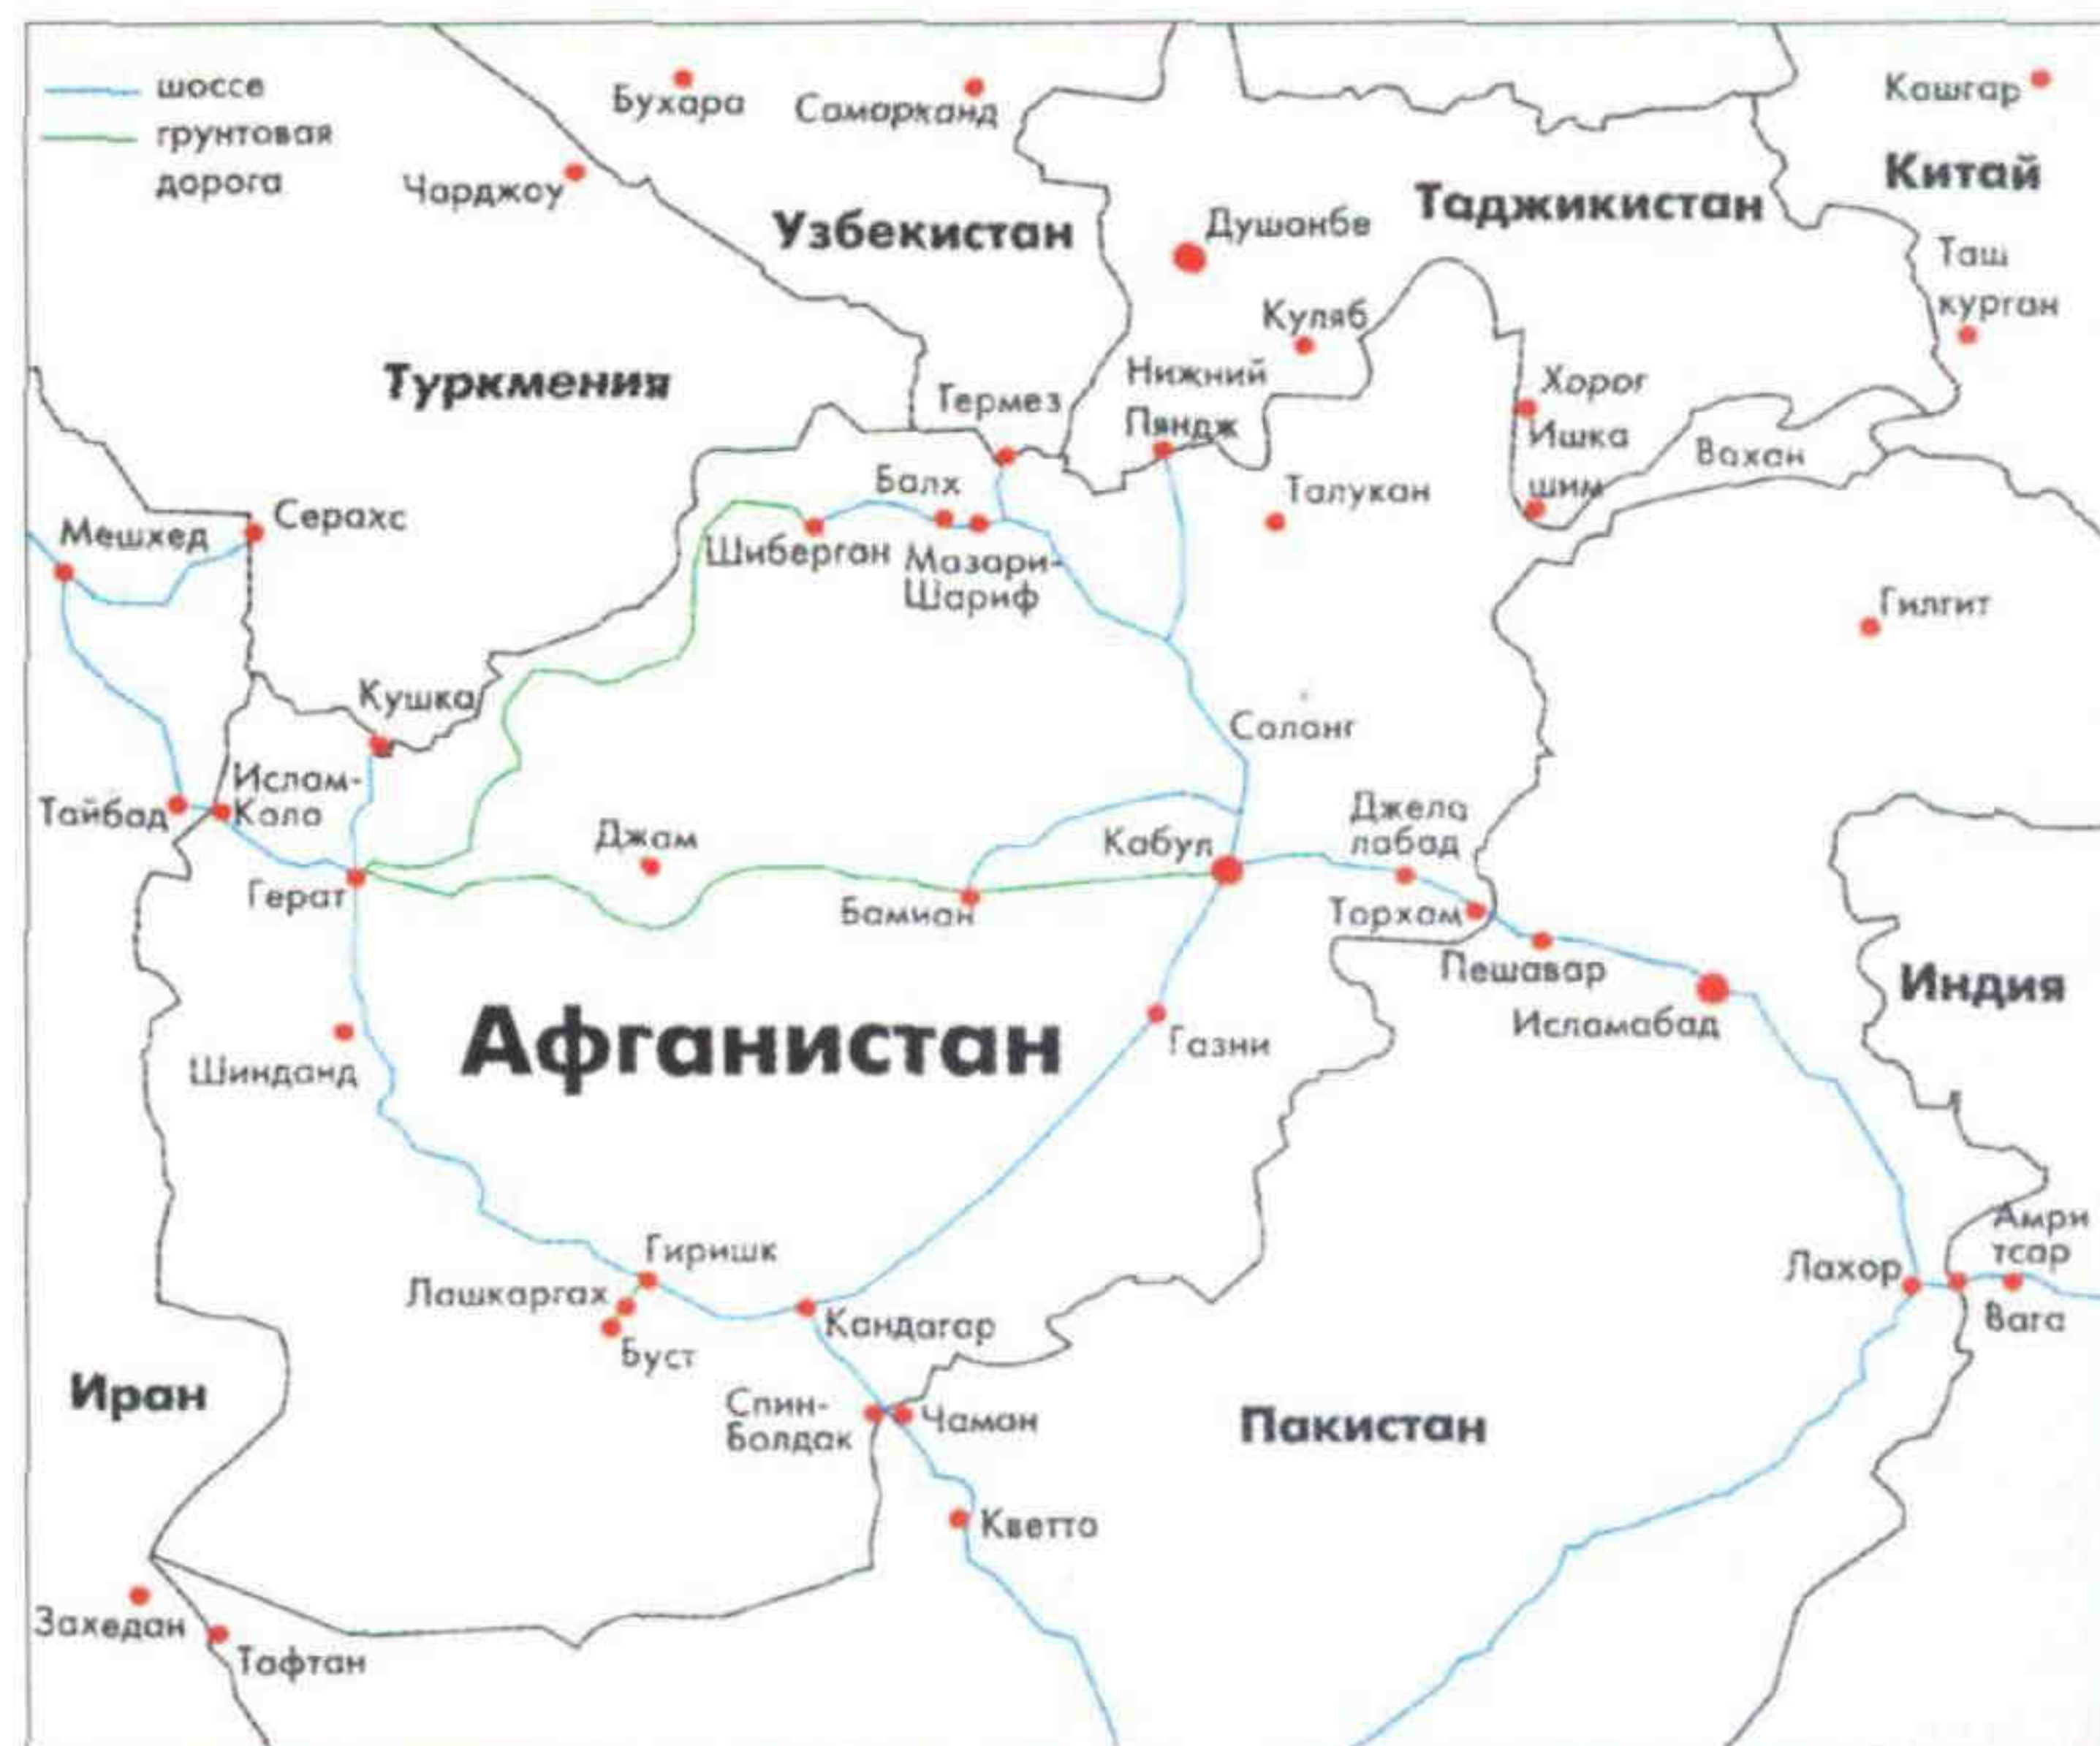 шоссе
грунтовая
дорога
Бухара
Самарканд
Кашгар
Китай
Чарджоу
Узбекистан
Душанбе
Таджикистан
Таш
курган
Куляб
Туркмения
Термез
Нижний
Пяндж
Хорог
Ишка
шим
Вахан
Балх
Талукан
Мешхед
Серахс
Шиберган
Мазари-
Шариф
Гилгит
Кушка
Саланг
Ислам-
Кала
Тайбад
Джам
Кабул
Джела
лабад
Герат
Бамиан
Торхам
Пешавар
Индия
Исламабад
Афганистан
Газни
Шинданд
Гиришк
Лашкаргах
Буст
Кандагар
Амри
тсар
Лахор
Вага
Иран
Спин-
Болдак
Чаман
Пакистан
Кветта
Захедан
Тафтан